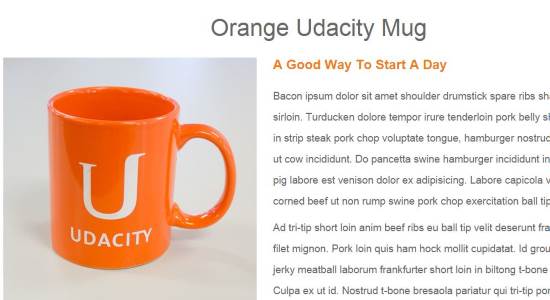 Orange Udacity Mug
A Good Way To Start A Day
Bacon ipsum dolor sit amet shoulder drumstick spare ribs
sirloin. Turducken dolore tempor irure tenderloin pork belly
in strip steak pork chop voluptate tongue, hamburger nostrud
ut cow incididunt. Do pancetta swine hamburger incididunt in
pig labore est venison dolor ex adipisicing. Labore capicola
corned beef ut non rump swine pork chop exercitation ball tip
Ad tri-tip short loin anim beef ribs eu ball tip velit deserunt
filet mignon. Pork loin quis ham hock mollit cupidatat. Id
jerky meatball laborum frankfurter short loin in biltong t-bone
Culpa ex ut id. Nostrud t-bone bresaola pariatur qui tri-tip
U
UDACITY